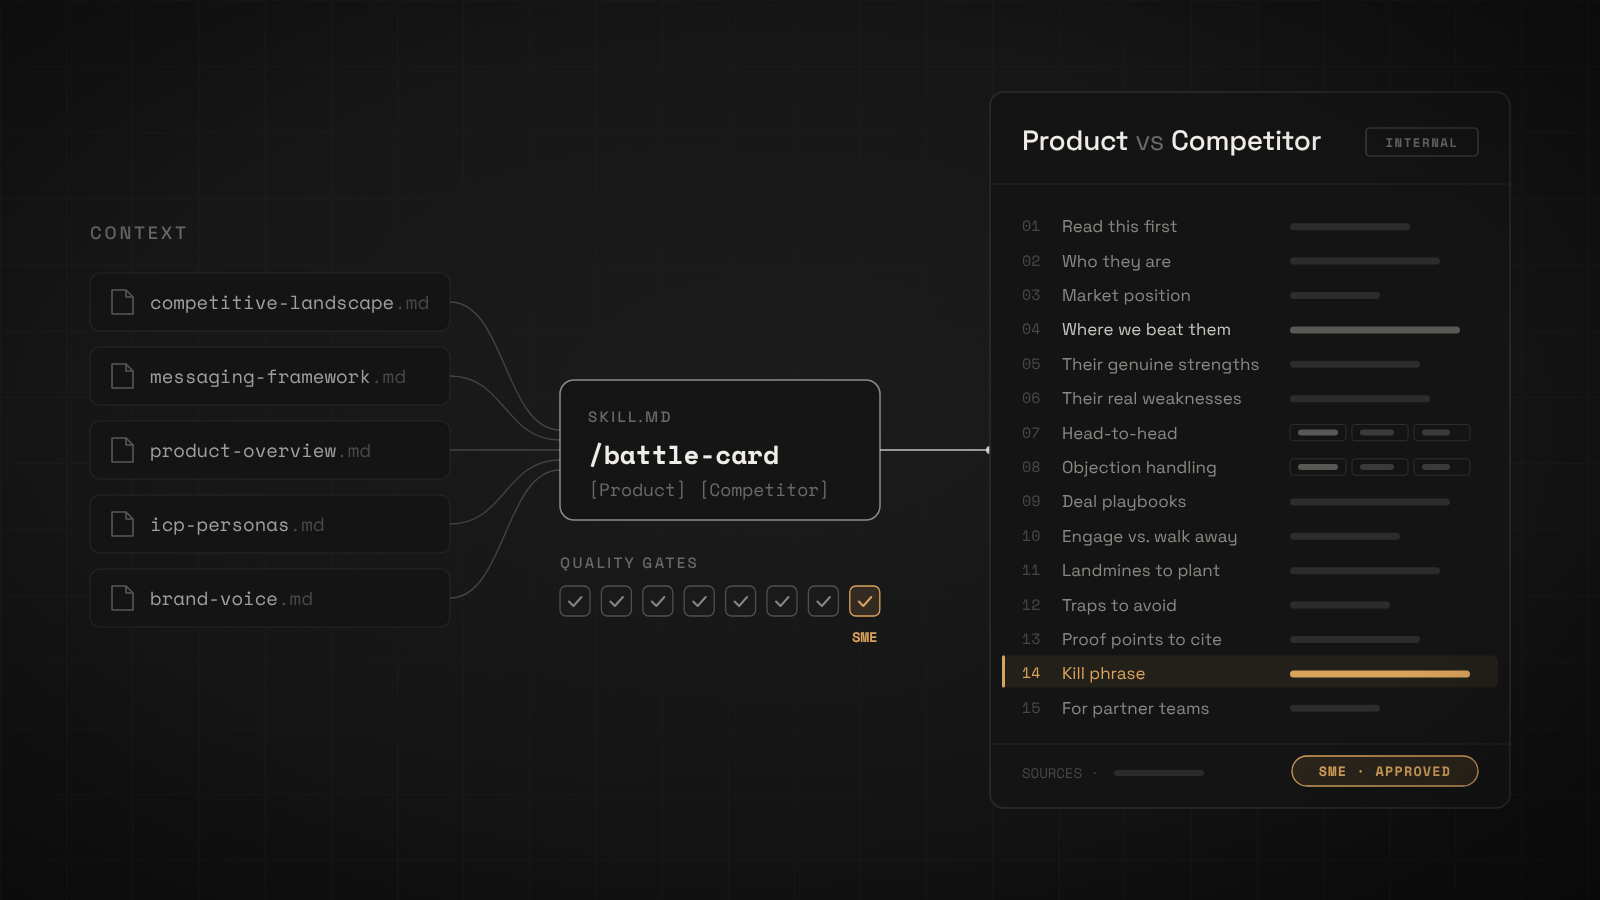 CONTEXT
competitive-landscape.md
messaging-framework.md
product-overview.md
icp-personas.md
brand-voice.md
SKILL.MD
/battle-card
[Product] [Competitor]
QUALITY GATES
SME
Product vs Competitor
INTERNAL
01 Read this first
02 Who they are
03 Market position
04 Where we beat them
05 Their genuine strengths
06 Their real weaknesses
07 Head-to-head
08 Objection handling
09 Deal playbooks
10 Engage vs. walk away
11 Landmines to plant
12 Traps to avoid
13 Proof points to cite
14 Kill phrase
15 For partner teams
SOURCES ·
SME · APPROVED